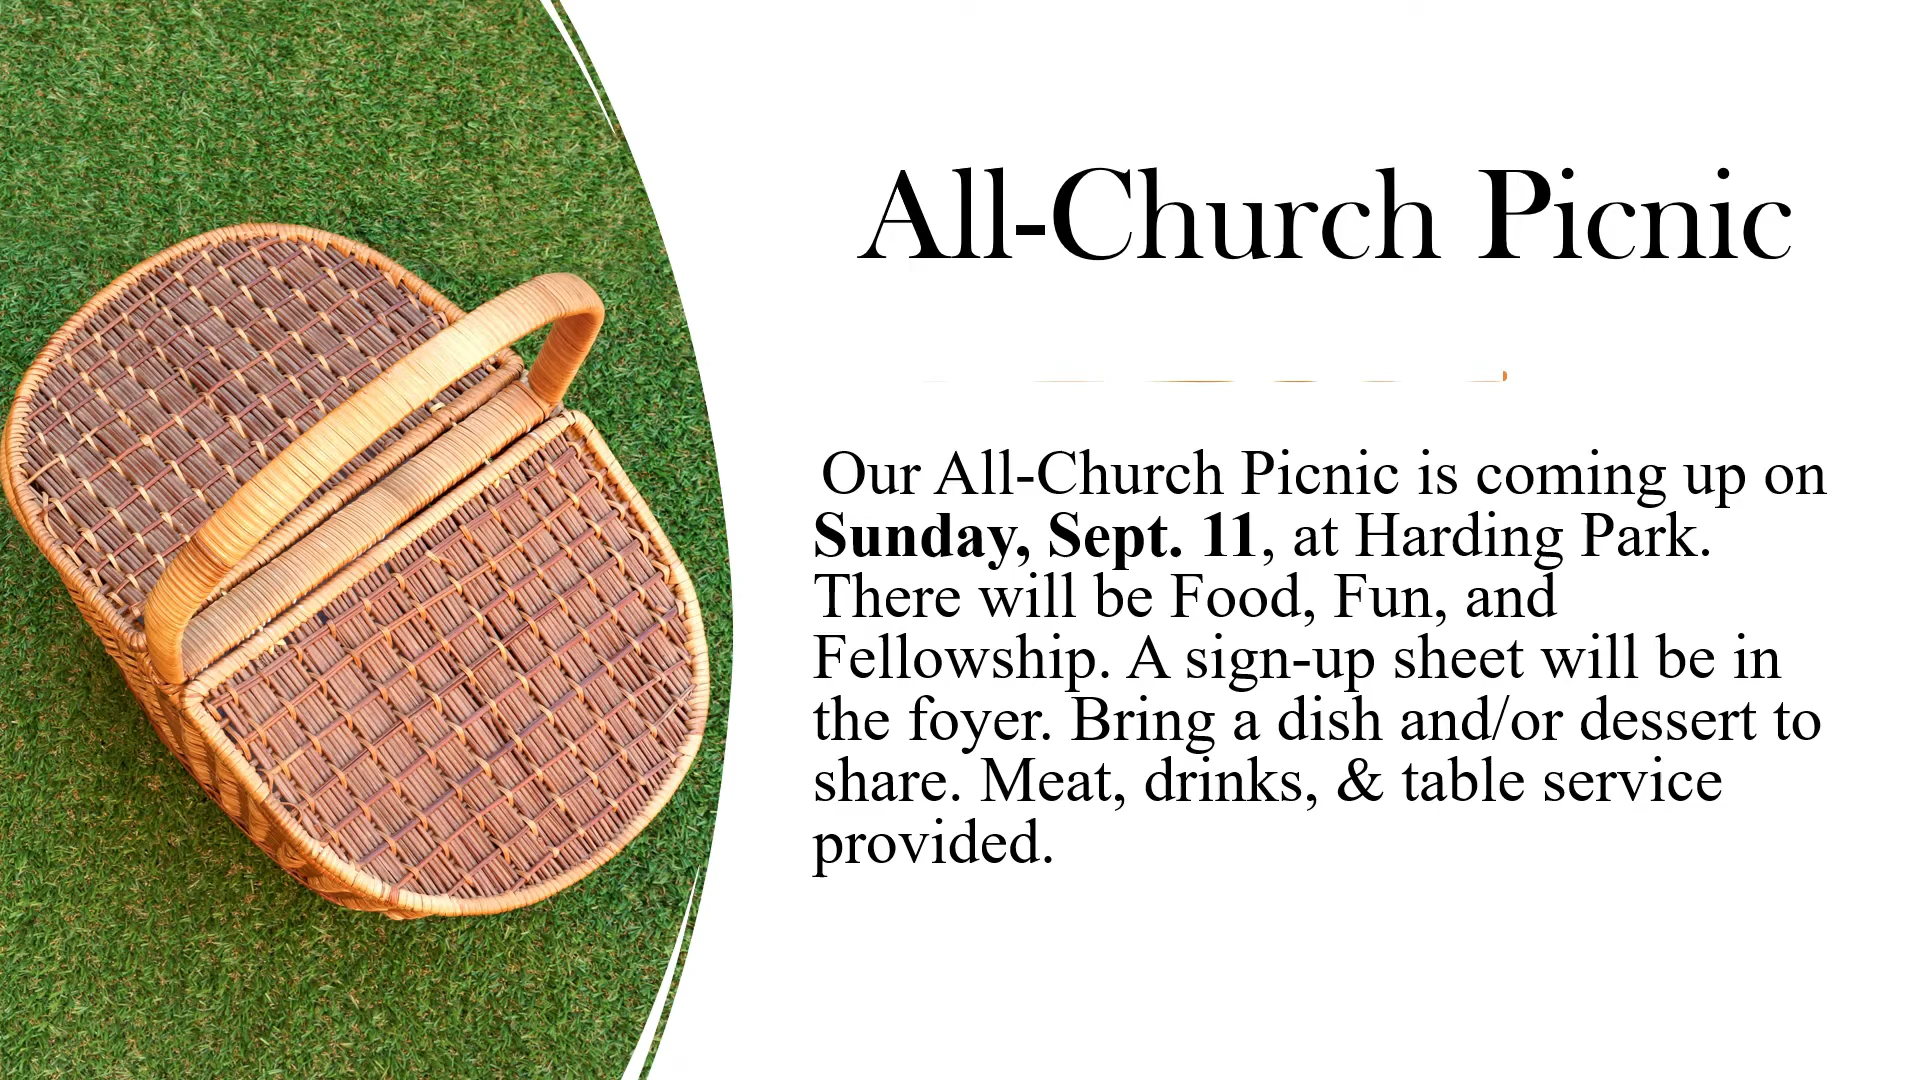 All-Church Picnic
Our All-Church Picnic is coming up on
Sunday, Sept. 11, at Harding Park.
There will be Food, Fun, and
Fellowship. A sign-up sheet will be in
the foyer. Bring a dish and/or dessert to
share. Meat, drinks, & table service
provided.